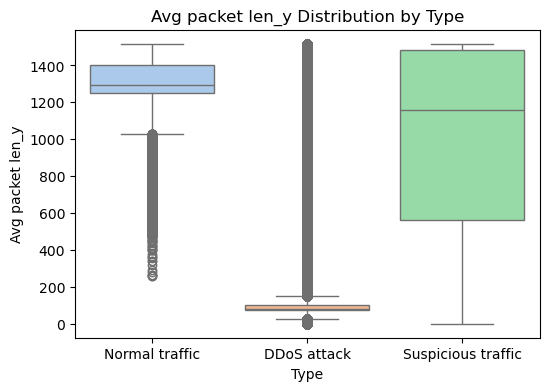 Avg packet len_y Distribution by Type
Avg packet len_y
1400
1200
1000
800
600
400
200
0
Normal traffic
DDoS attack
Suspicious traffic
Type